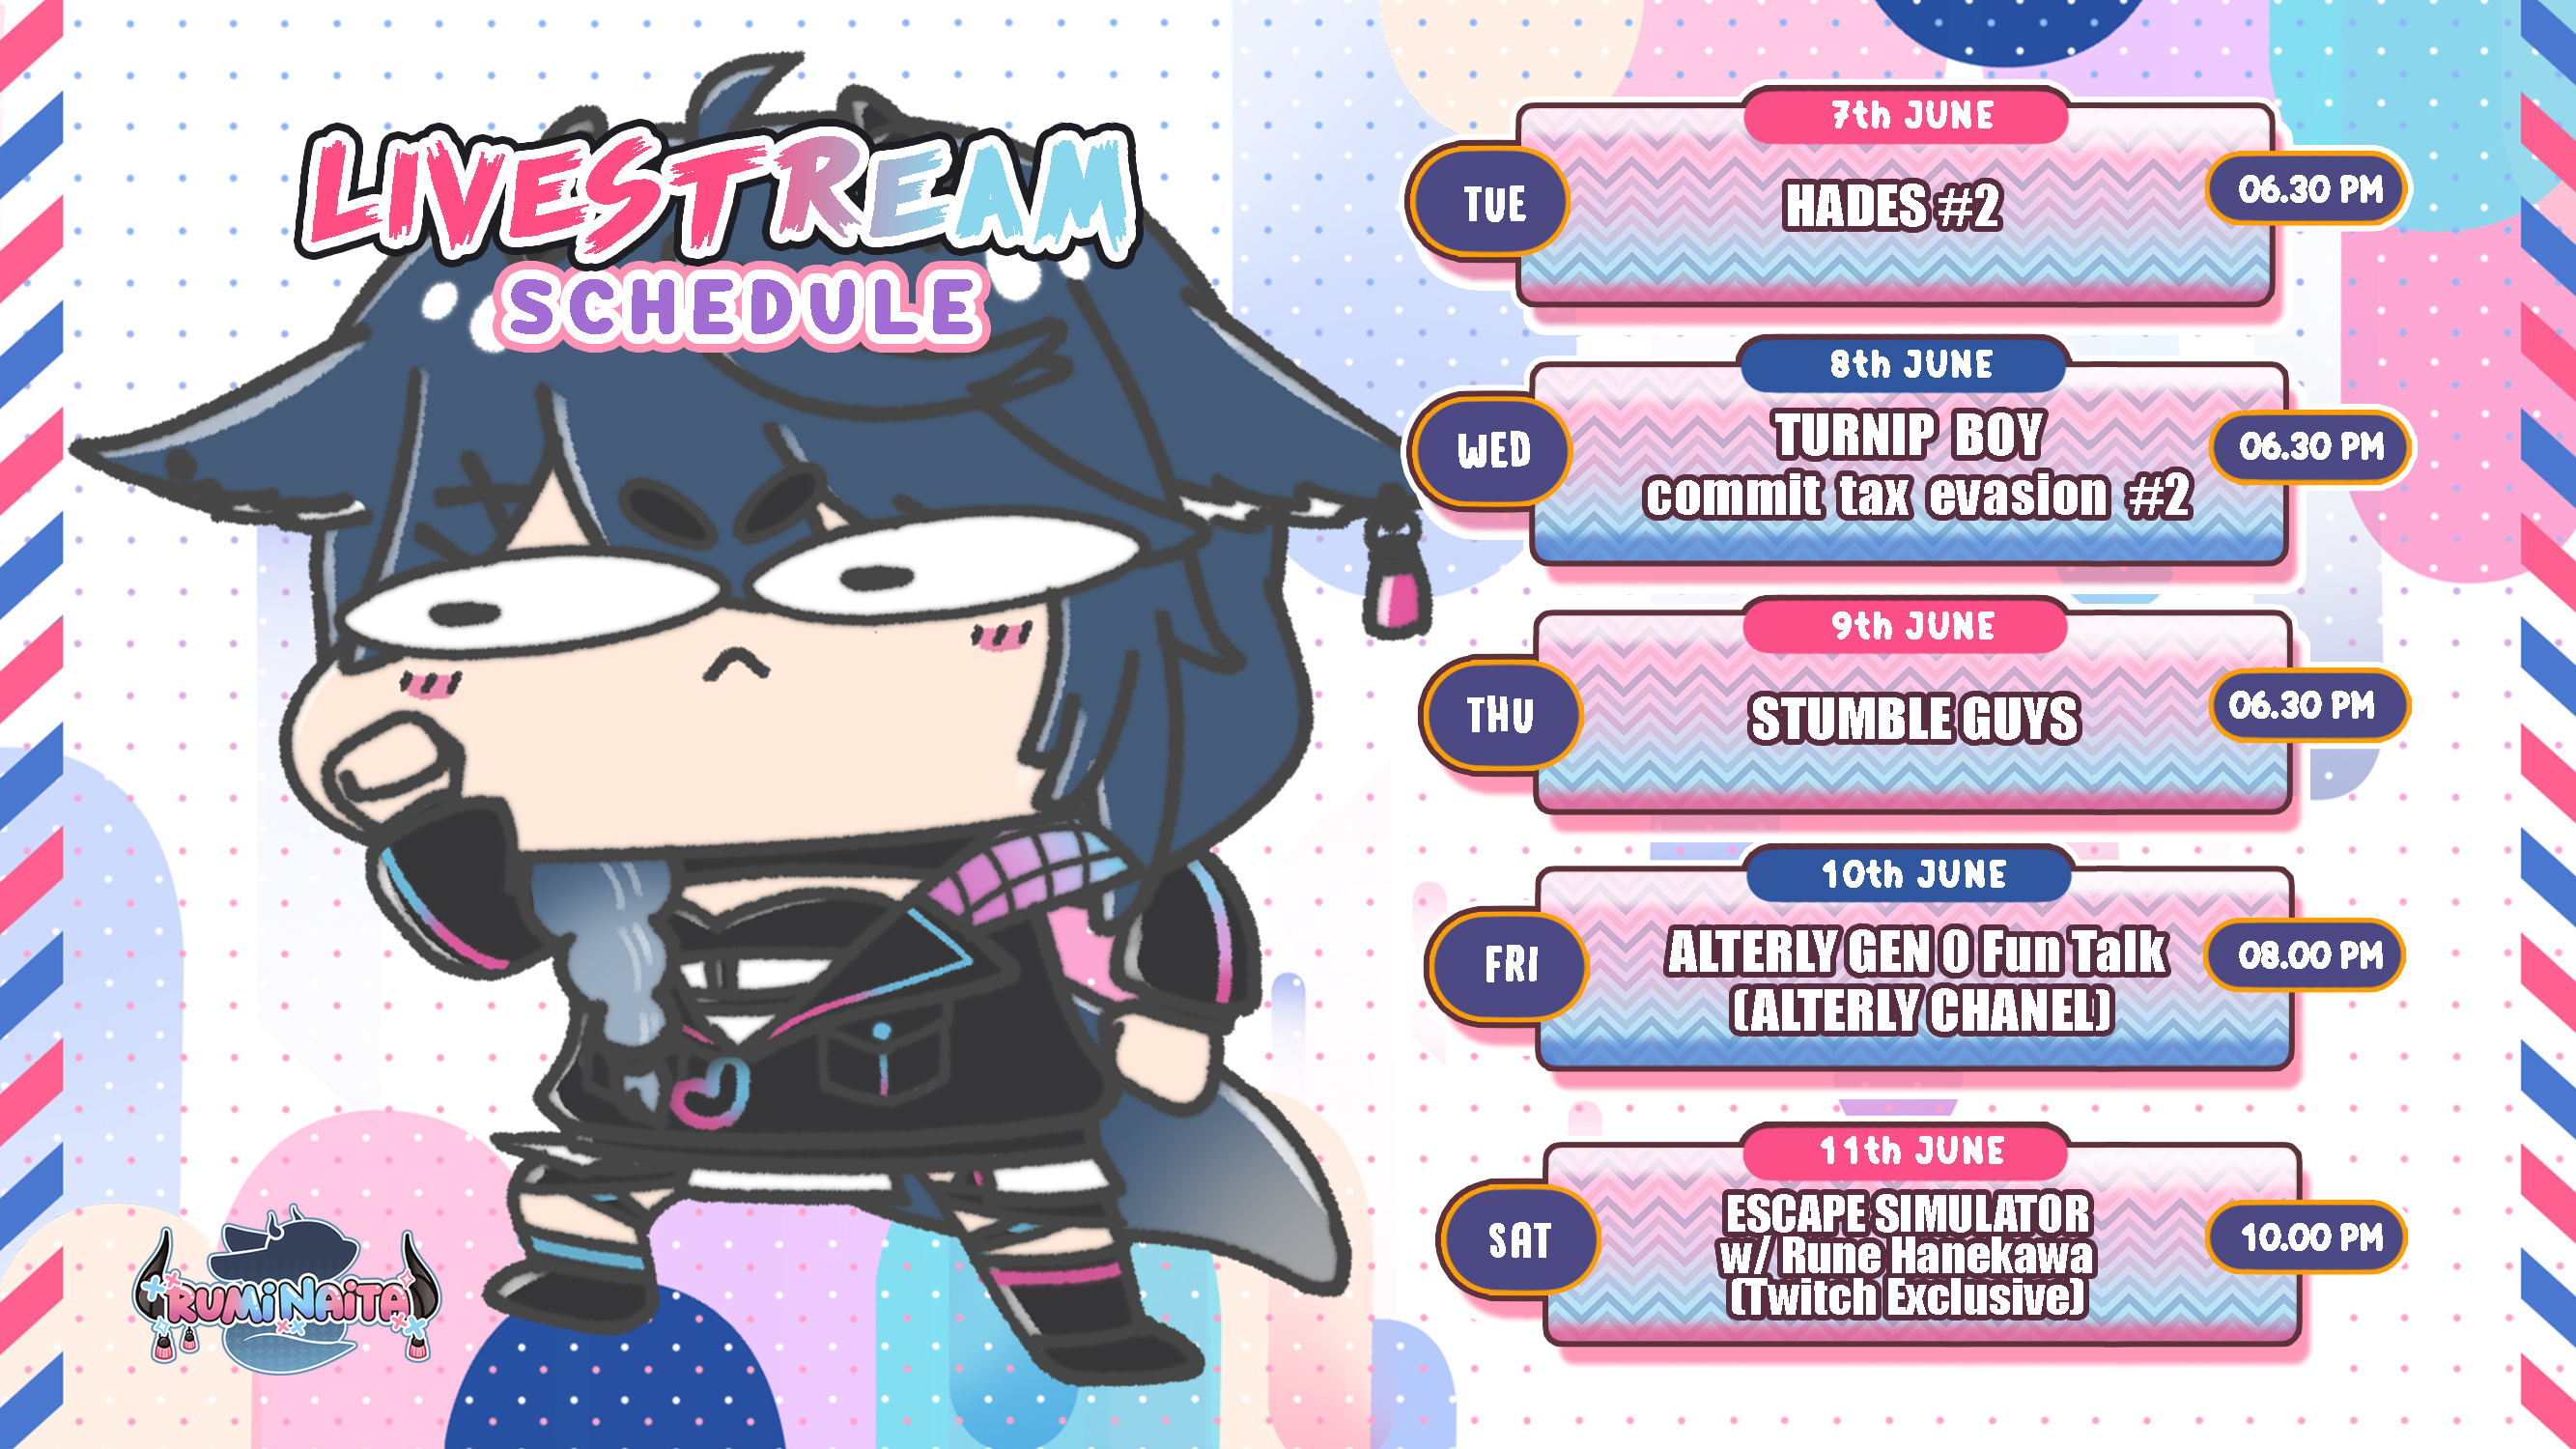 LIVESTREAM
SCHEDULE
7th JUNE
TUE
HADES #2
06.30 PM
8th JUNE
WED
TURNIP BOY
commit tax evasion #2
06.30 PM
9th JUNE
THU
STUMBLE GUYS
06.30 PM
10th JUNE
FRI
ALTERLY GEN 0 Fun Talk
(ALTERLY CHANEL)
08.00 PM
11th JUNE
SAT
ESCAPE SIMULATOR
w/ Rune Hanekawa
(Twitch Exclusive)
10.00 PM
RUMINAITA